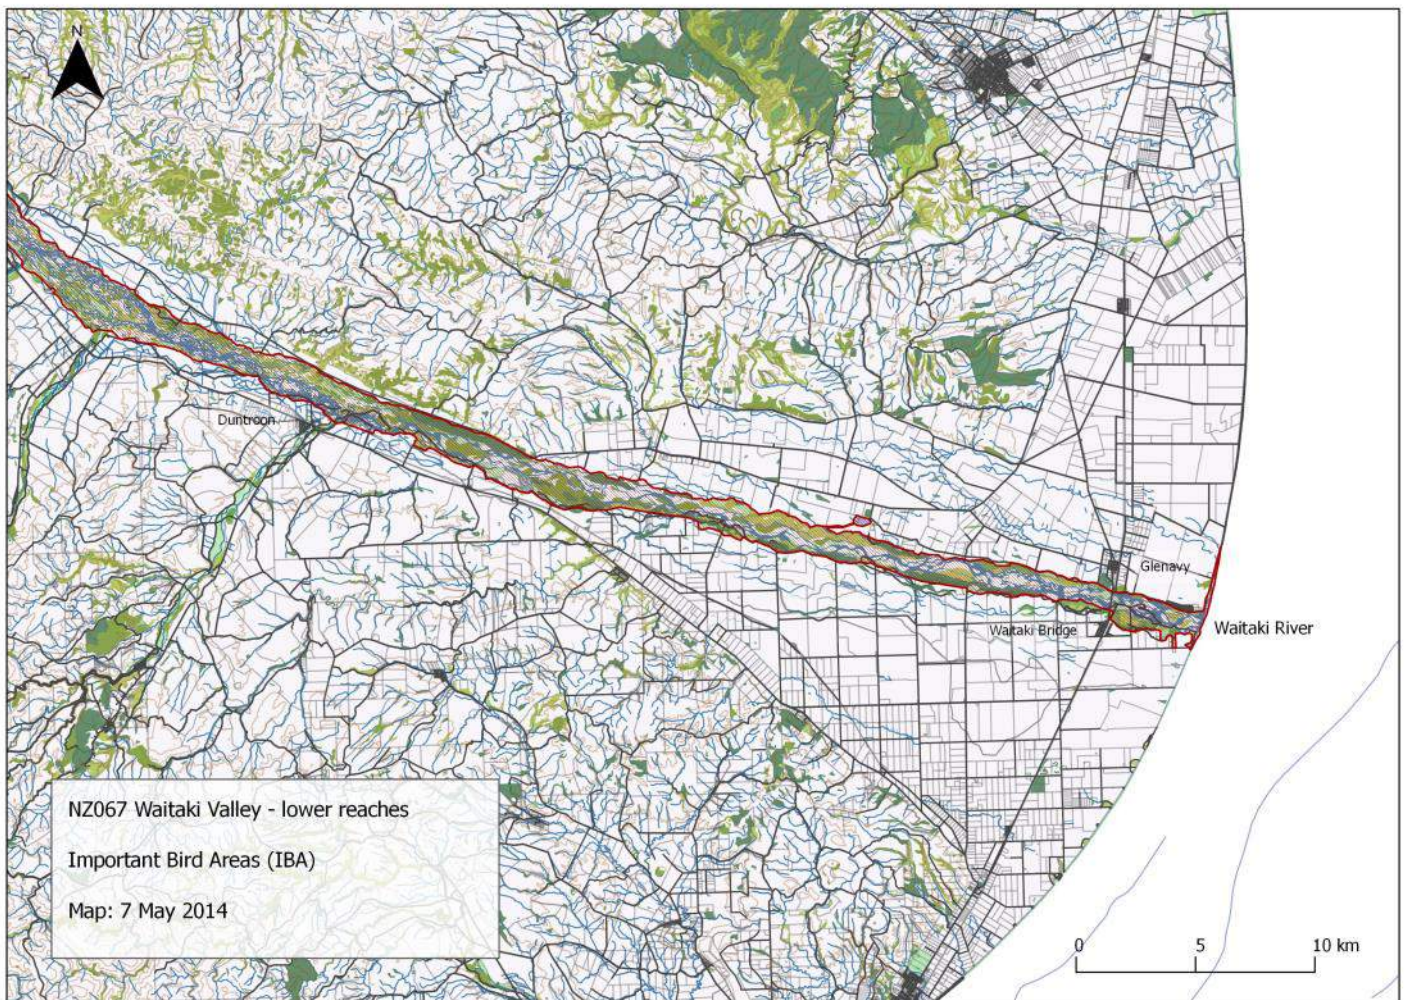 N
Duntroon
Glenavy
Waitaki Bridge
Waitaki River
NZ067 Waitaki Valley - lower reaches
Important Bird Areas (IBA)
Map: 7 May 2014
0 5 10 km